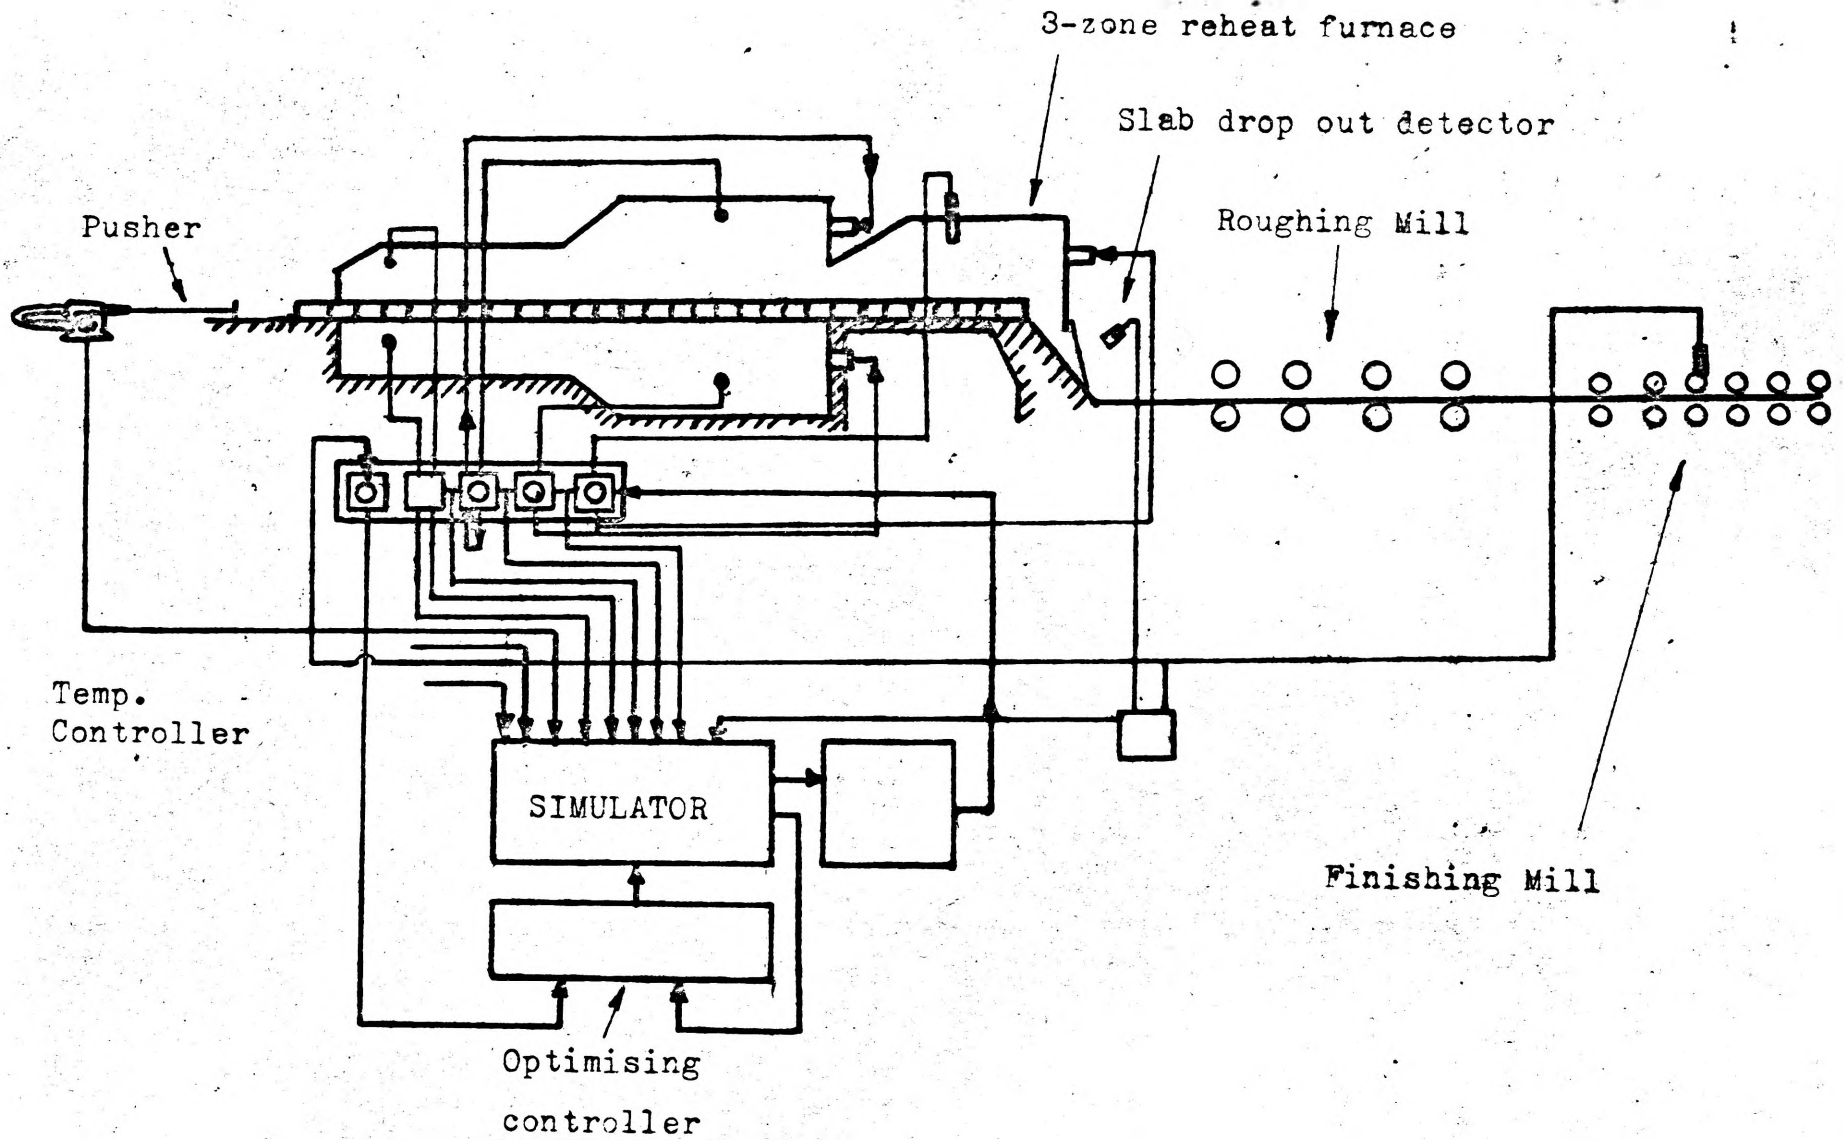 3-zone reheat furnace
Slab drop out detector
Roughing Mill
Pusher
Temp.
Controller
SIMULATOR
Finishing Mill
Optimising
controller